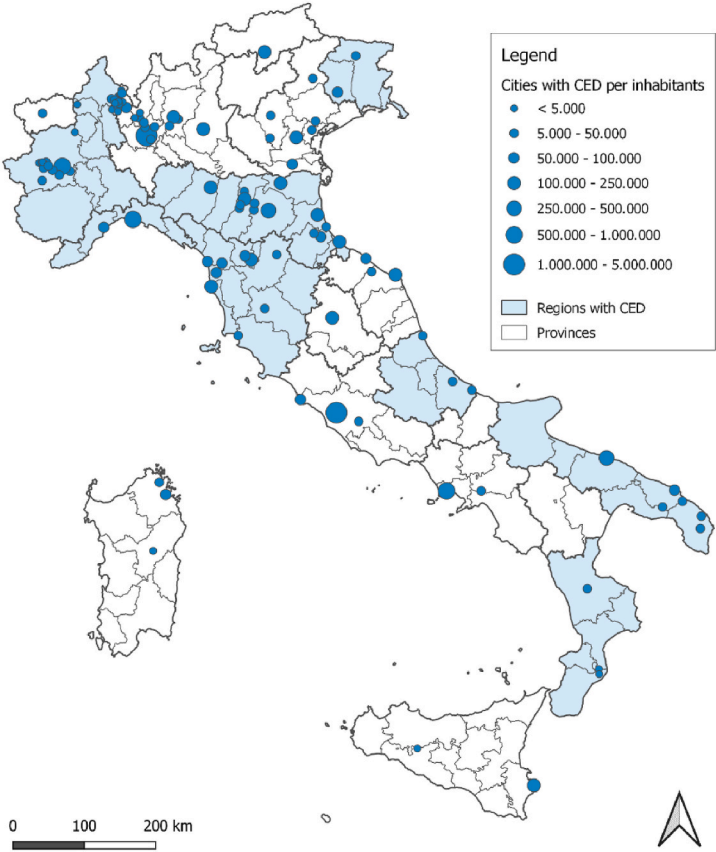 Legend
Cities with CED per inhabitants
< 5.000
5.000 - 50.000
50.000 - 100.000
100.000 - 250.000
250.000 - 500.000
500.000 - 1.000.000
1.000.000 - 5.000.000
Regions with CED
Provinces
0 100 200 km